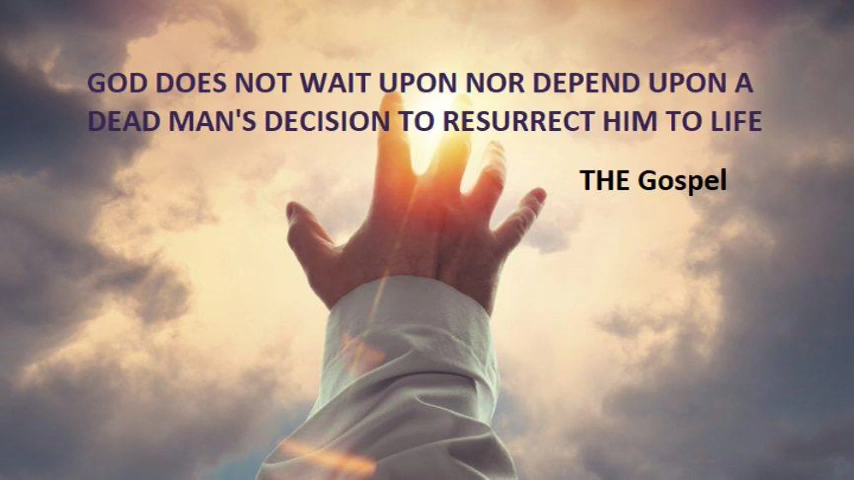 GOD DOES NOT WAIT UPON NOR DEPEND UPON A
DEAD MAN'S DECISION TO RESURRECT HIM TO LIFE
THE Gospel